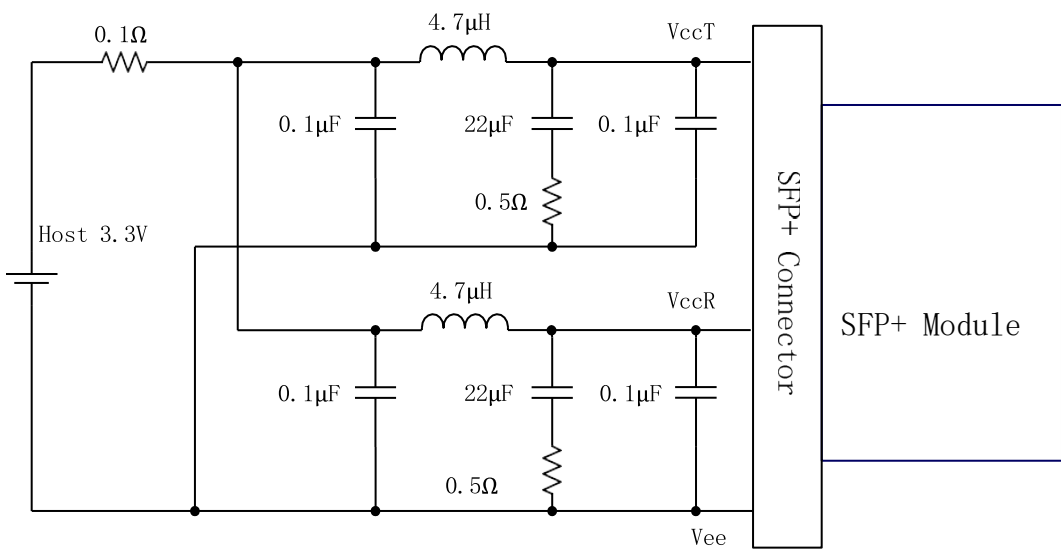 4.7μH
0.1Ω
VccT
0.1μF
22μF
0.1μF
0.5Ω
Host 3.3V
4.7μH
VccR
0.1μF
22μF
0.1μF
0.5Ω
Vee
SFP+ Connector
SFP+ Module